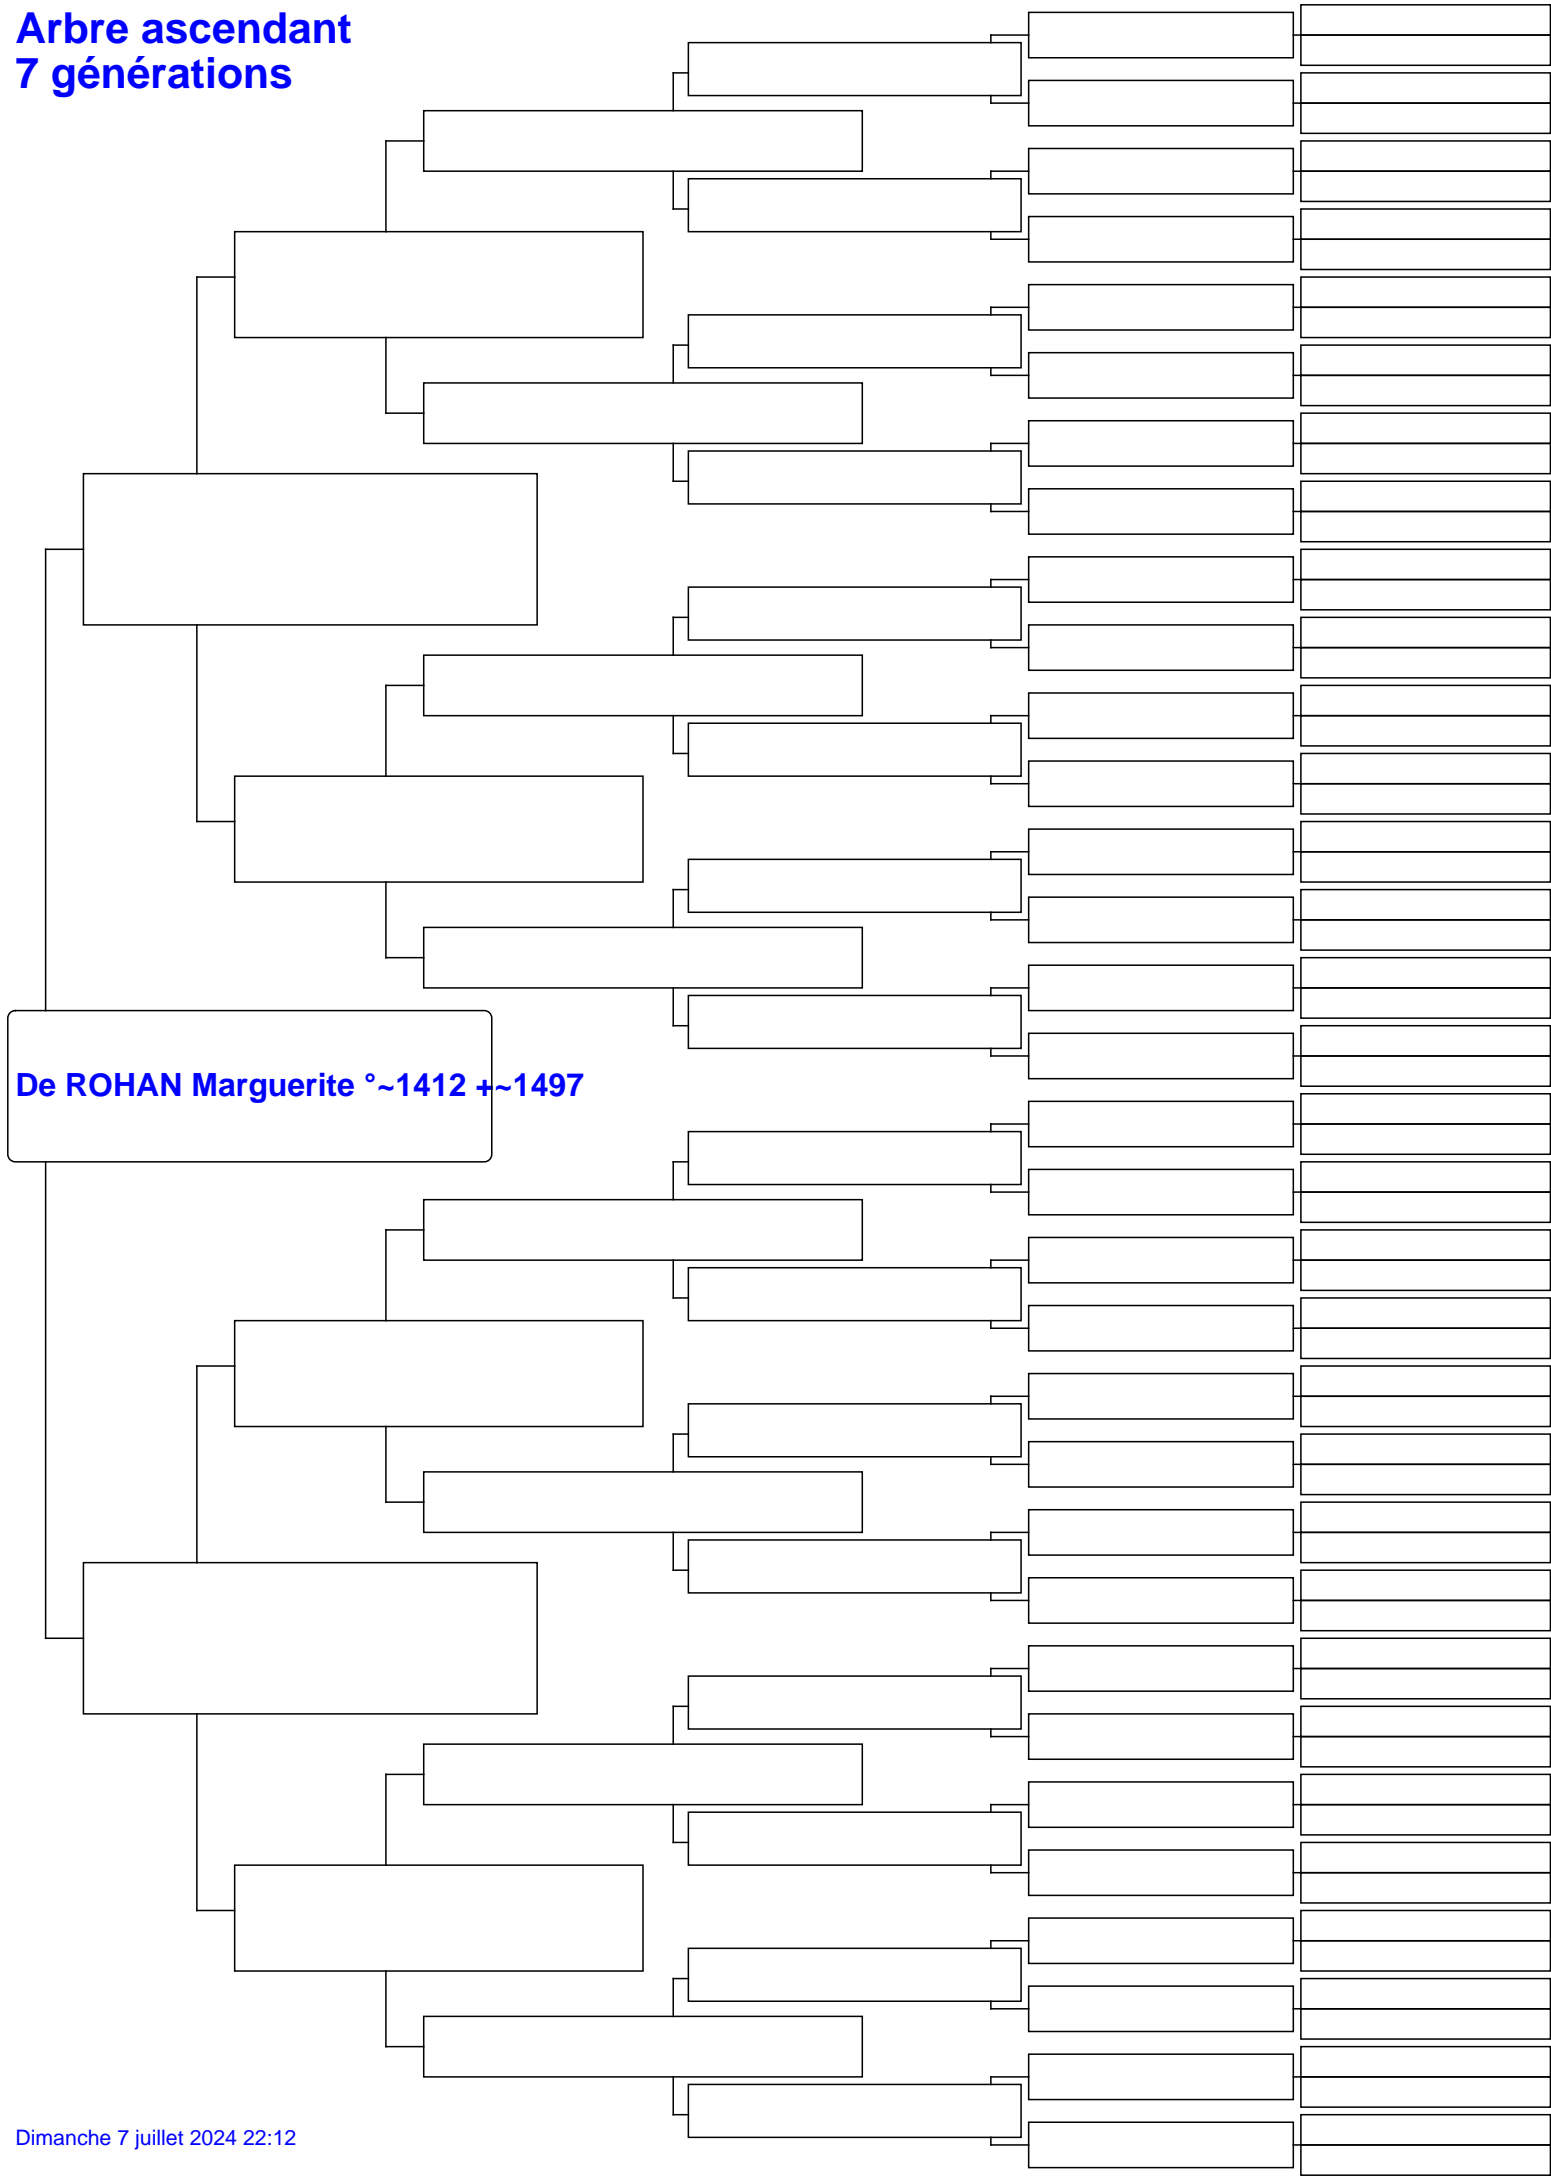 Arbre ascendant
7 générations
De ROHAN Marguerite °~1412 +~1497
Dimanche 7 juillet 2024 22:12